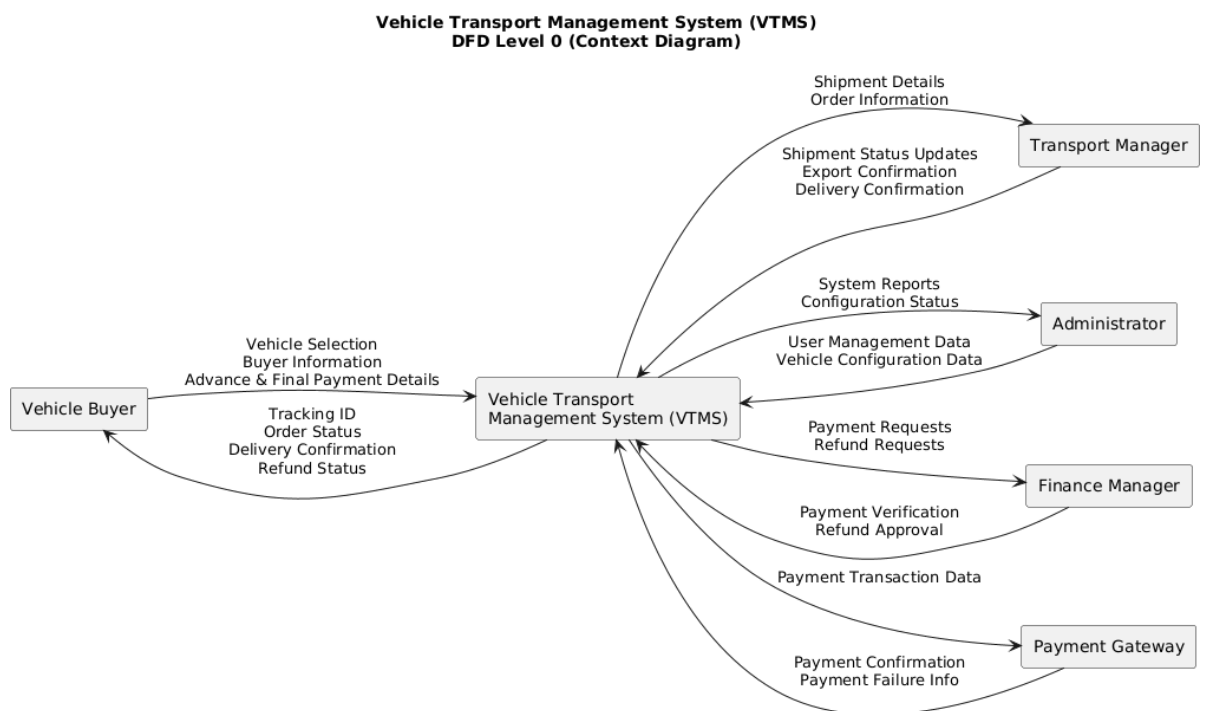 Vehicle Transport Management System (VTMS)
DFD Level 0 (Context Diagram)
Shipment Details
Order Information
Transport Manager
Shipment Status Updates
Export Confirmation
Delivery Confirmation
System Reports
Configuration Status
Administrator
User Management Data
Vehicle Configuration Data
Vehicle Selection
Buyer Information
Advance & Final Payment Details
Vehicle Buyer
Tracking ID
Order Status
Delivery Confirmation
Refund Status
Vehicle Transport
Management System (VTMS)
Payment Requests
Refund Requests
Finance Manager
Payment Verification
Refund Approval
Payment Transaction Data
Payment Gateway
Payment Confirmation
Payment Failure Info